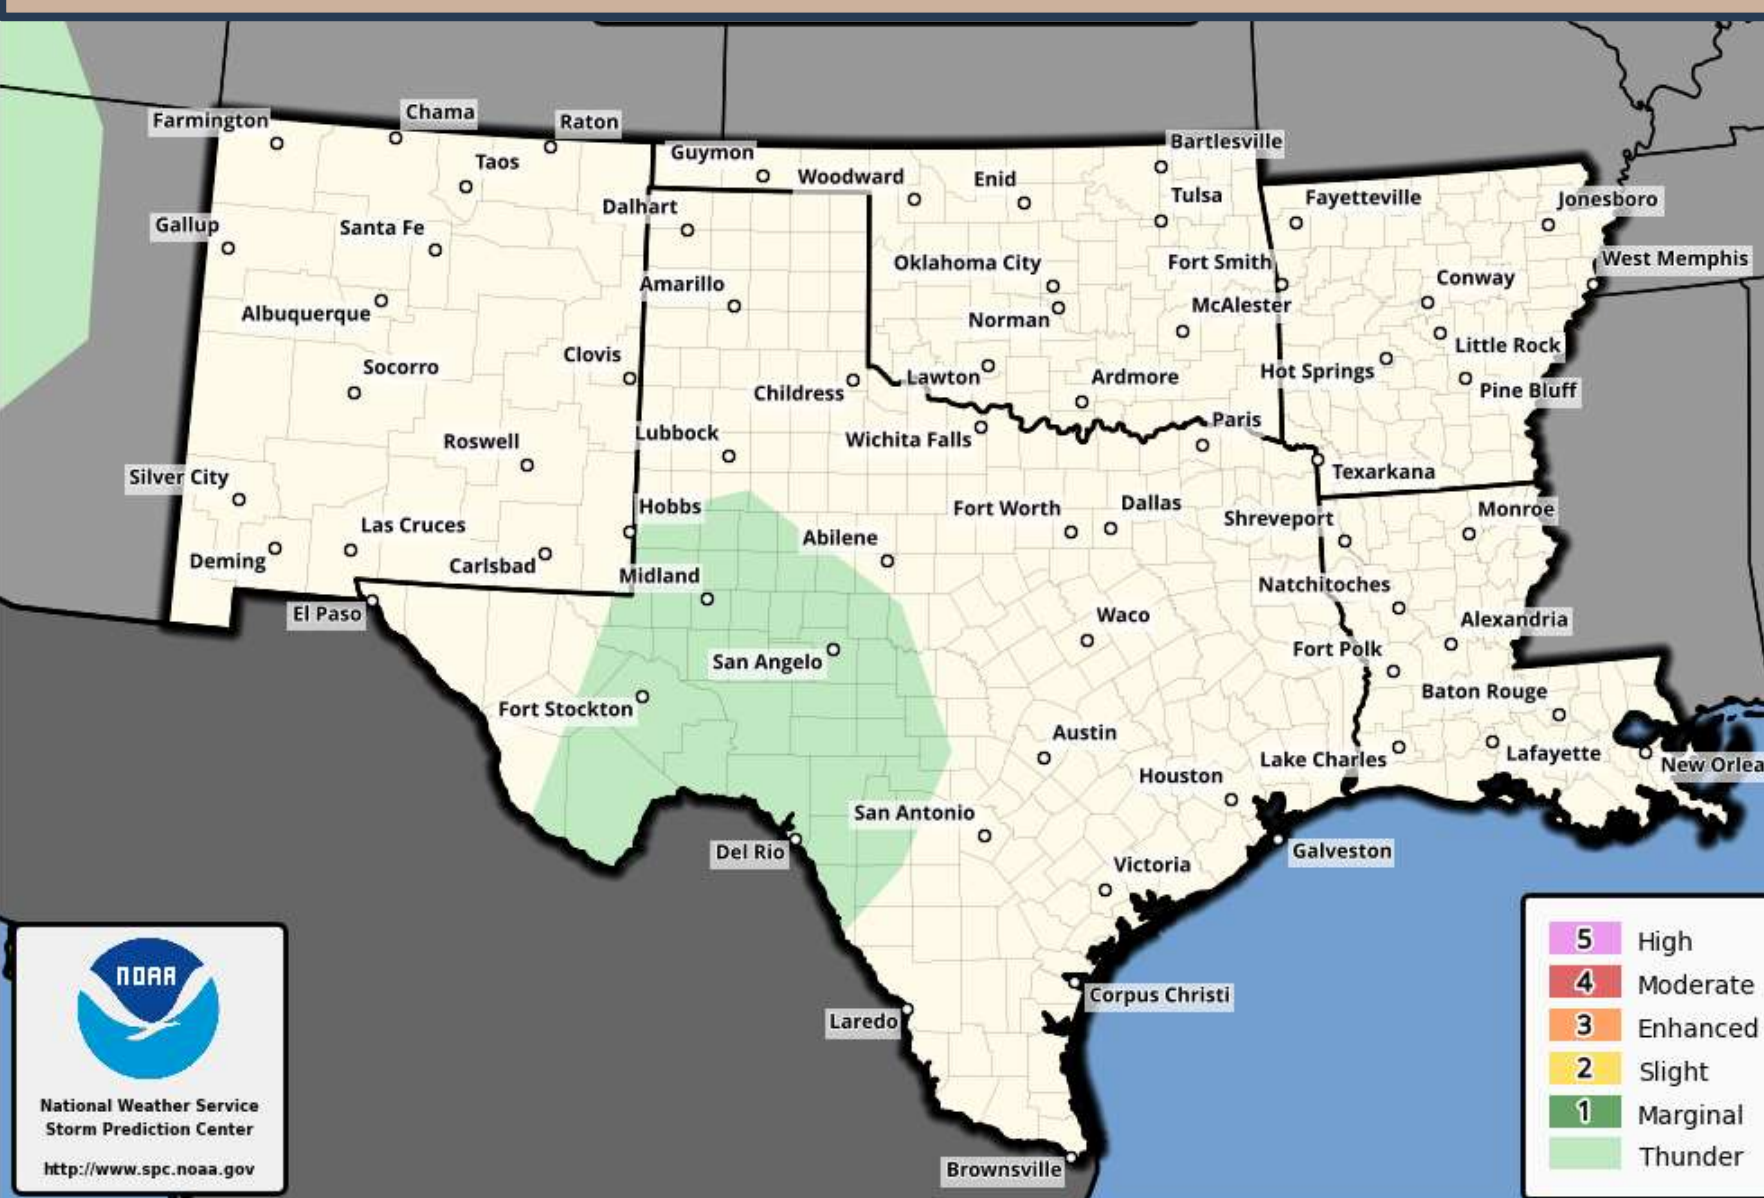 Farmington
Chama
Raton
Taos
Guymon
Bartlesville
Woodward
Enid
Tulsa
Fayetteville
Jonesboro
Dalhart
Gallup
Santa Fe
Oklahoma City
Fort Smith
West Memphis
Amarillo
Conway
Albuquerque
Norman
McAlester
Little Rock
Socorro
Clovis
Childress
Lawton
Ardmore
Hot Springs
Pine Bluff
Roswell
Lubbock
Wichita Falls
Paris
Texarkana
Silver City
Las Cruces
Hobbs
Abilene
Fort Worth
Dallas
Shreveport
Monroe
Deming
Carlsbad
Midland
Natchitoches
El Paso
Waco
Alexandria
San Angelo
Fort Polk
Fort Stockton
Baton Rouge
Austin
Lake Charles
Lafayette
New Orlea
Houston
San Antonio
Del Rio
Victoria
Galveston
Corpus Christi
Laredo
Brownsville
NOAA
National Weather Service
Storm Prediction Center
http://www.spc.noaa.gov
5 High
4 Moderate
3 Enhanced
2 Slight
1 Marginal
Thunder